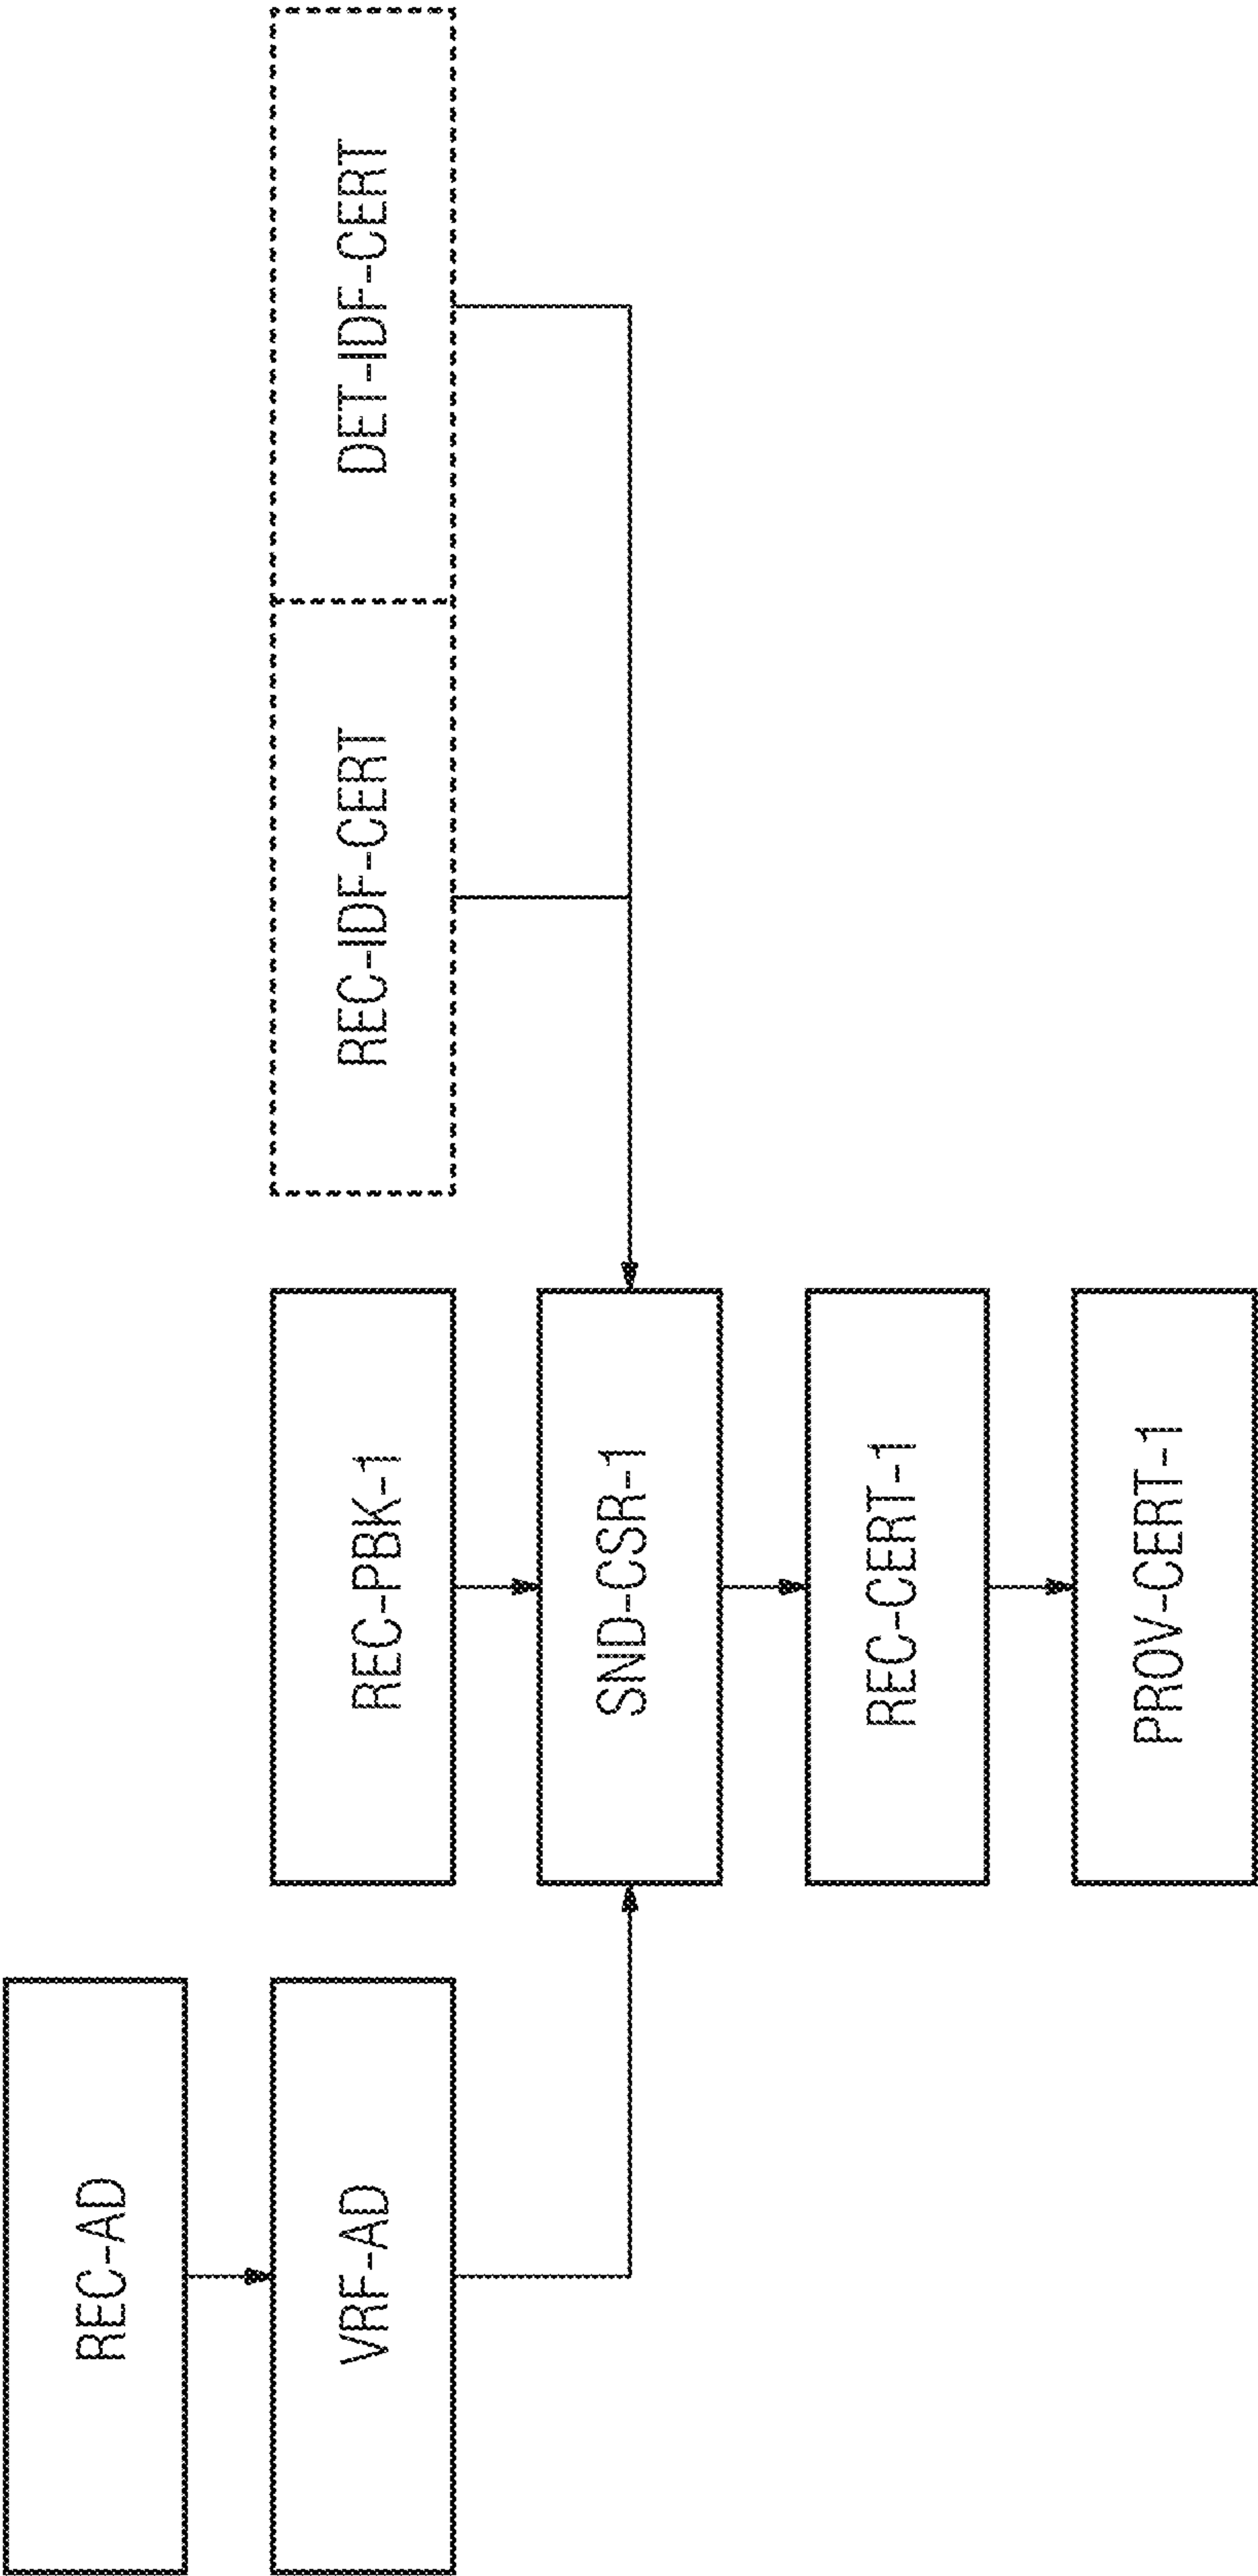 REC-AD
VRF-AD
REC-PBK-1
REC-IDF-CERT
DET-IDF-CERT
SND-CSR-1
REC-CERT-1
PROV-CERT-1